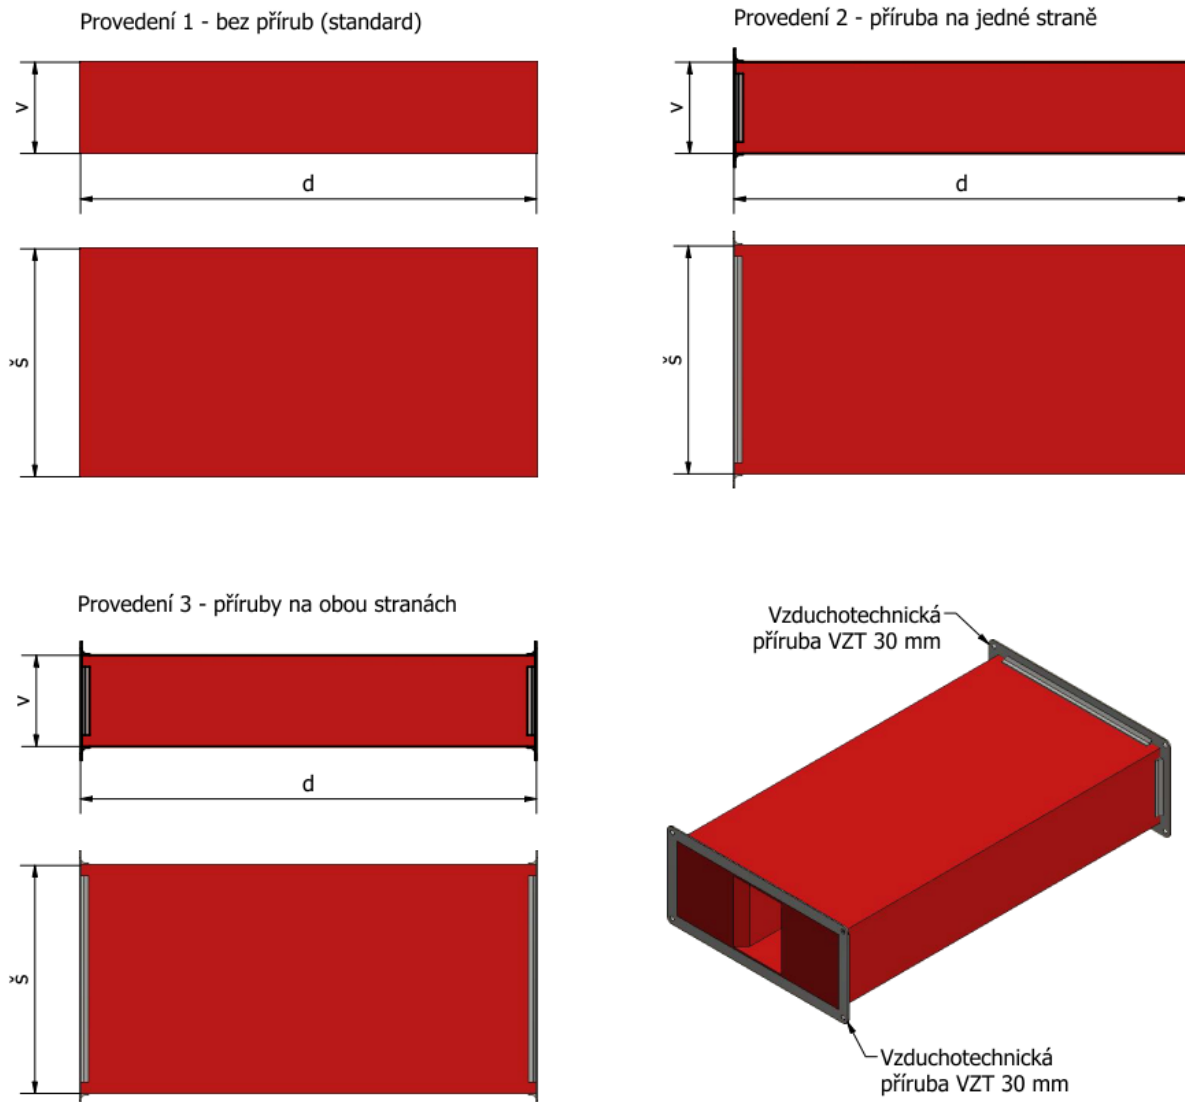 Provedení 1 - bez přírub (standard)
v
d
š
Provedení 2 - příruba na jedné straně
v
d
š
Provedení 3 - příruby na obou stranách
v
d
š
Vzduchotechnická
příruba VZT 30 mm
Vzduchotechnická
příruba VZT 30 mm